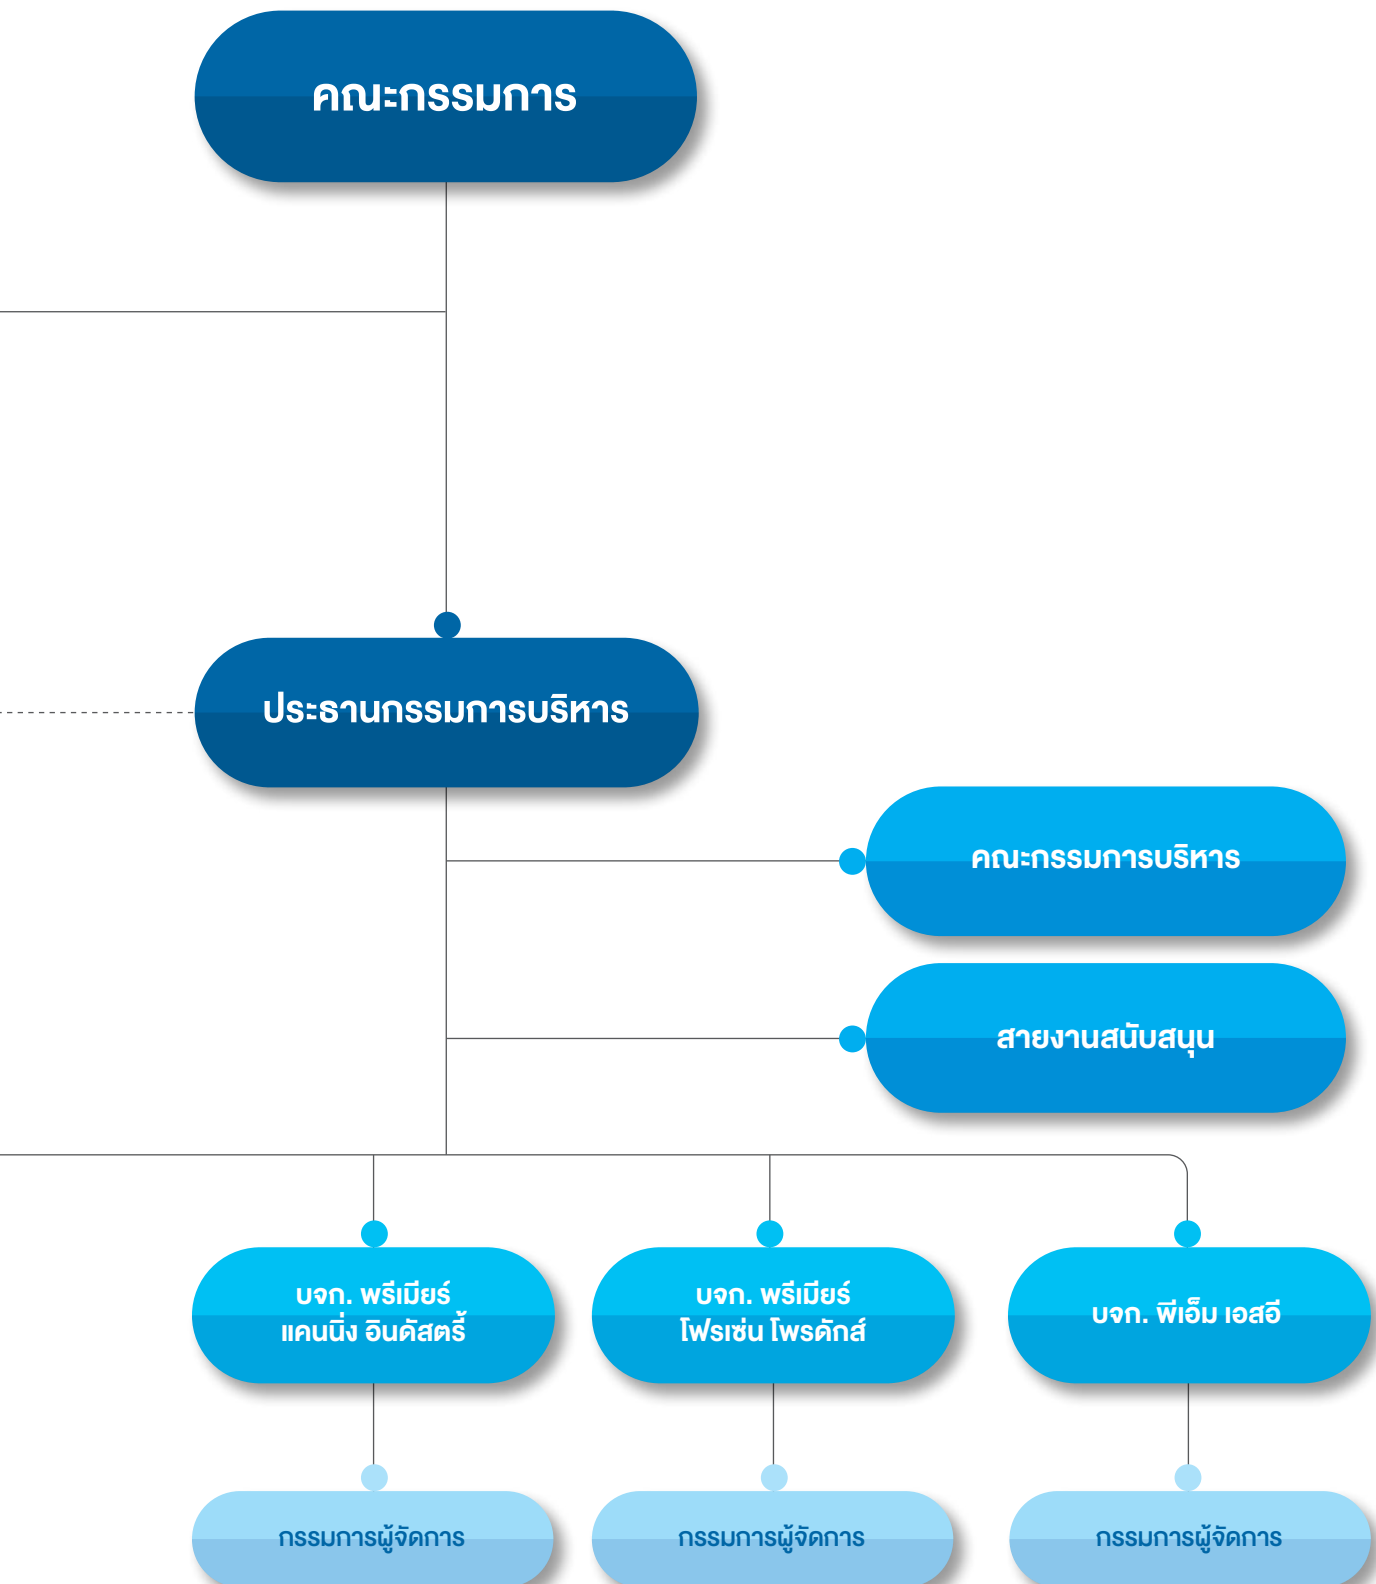 คณะกรรมการ
ประธานกรรมการบริหาร
คณะกรรมการบริหาร
สายงานสนับสนุน
บจก. พรีเมียร์
แคนนิ่ง อินดัสตรี้
บจก. พรีเมียร์
โฟรเซ่น โพรดักส์
บจก. พีเอ็ม เอสอี
กรรมการผู้จัดการ
กรรมการผู้จัดการ
กรรมการผู้จัดการ